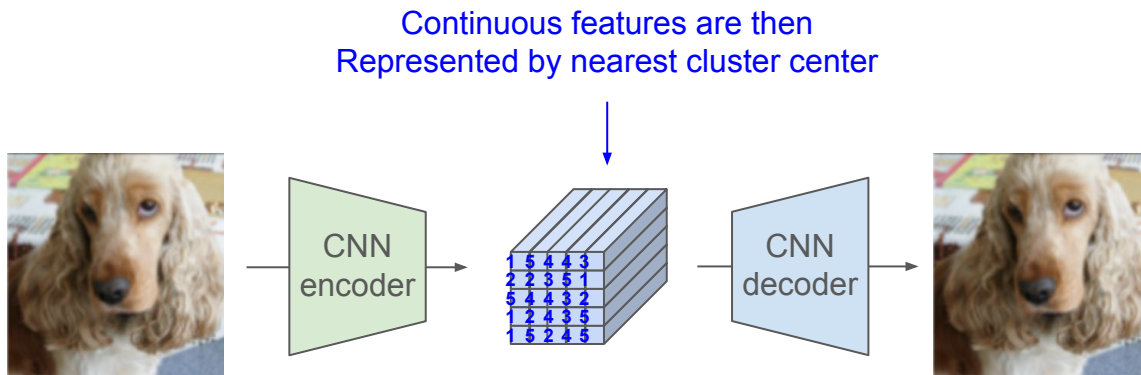 Continuous features are then
Represented by nearest cluster center
CNN
encoder
1 5 4 4 3
2 2 3 5 1
5 4 4 3 2
1 2 4 3 5
1 5 2 4 5
CNN
decoder